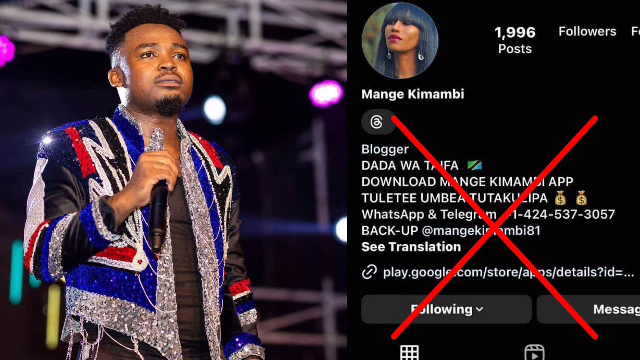 1,996
Posts
Followers
Fo
Mange Kimambi
Blogger
DADA WA TAIFA
DOWNLOAD MANGE KIMAMBI APP
TULETEE UMBEA TUTAKULIPA
WhatsApp & Telegram +1-424-537-3057
BACK-UP @mangekimambi81
See Translation
play.google.com/store/apps/details?id=...
Following
Messag